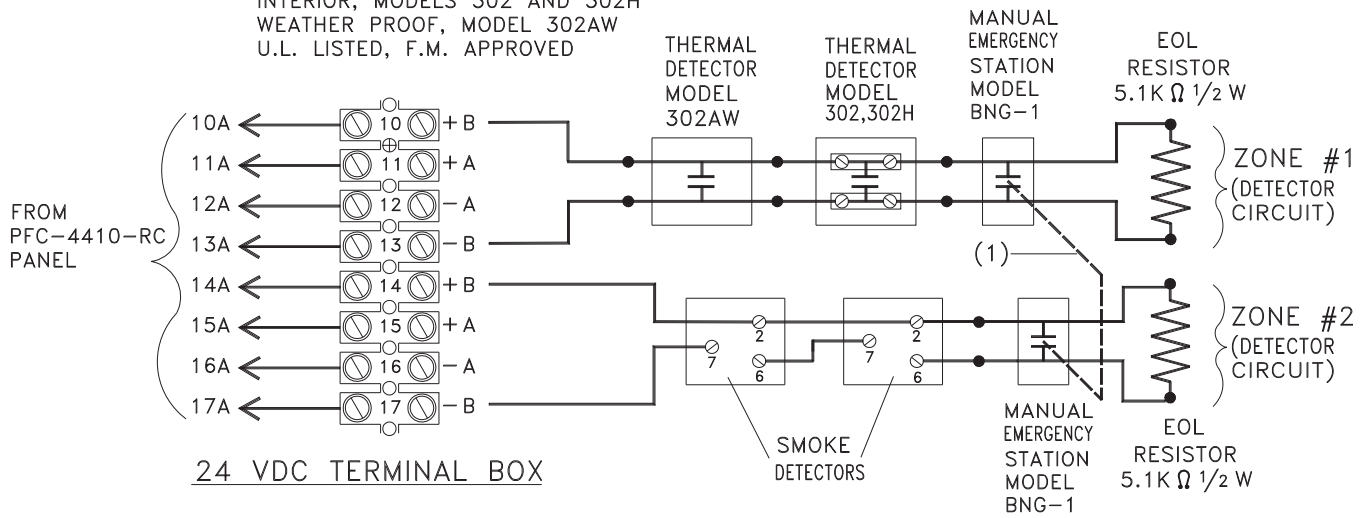 INTERIOR, MODELS 302 AND 302H
WEATHER PROOF, MODEL 302AW
U.L. LISTED, F.M. APPROVED
THERMAL
DETECTOR
MODEL
302AW
THERMAL
DETECTOR
MODEL
302,302H
MANUAL
EMERGENCY
STATION
MODEL
BNG-1
EOL
RESISTOR
5.1K Ω 1/2 W
10A 10 +B
11A 11 +A
12A 12 -A
13A 13 -B
14A 14 +B
15A 15 +A
16A 16 -A
17A 17 -B
FROM
PFC-4410-RC
PANEL
ZONE #1
(DETECTOR
CIRCUIT)
(1)
2
7
6
2
7
6
ZONE #2
(DETECTOR
CIRCUIT)
SMOKE
DETECTORS
MANUAL
EMERGENCY
STATION
MODEL
BNG-1
EOL
RESISTOR
5.1K Ω 1/2 W
24 VDC TERMINAL BOX